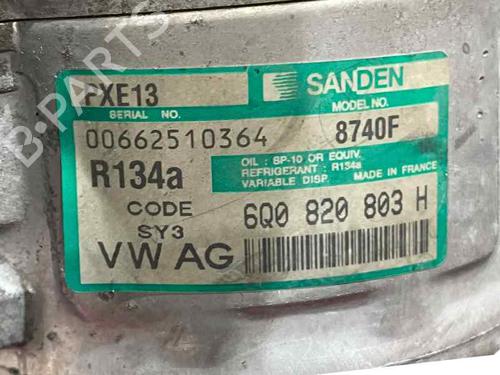 B-PARTS
PXE13 SANDEN
SERIAL NO. MODEL NO.
00662510364 8740F
OIL : SP-10 OR EQUIV.
R134a REFRIGERANT : R134a
VARIABLE DISP. MADE IN FRANCE
CODE 6Q0 820 803 H
SY3
VW AG